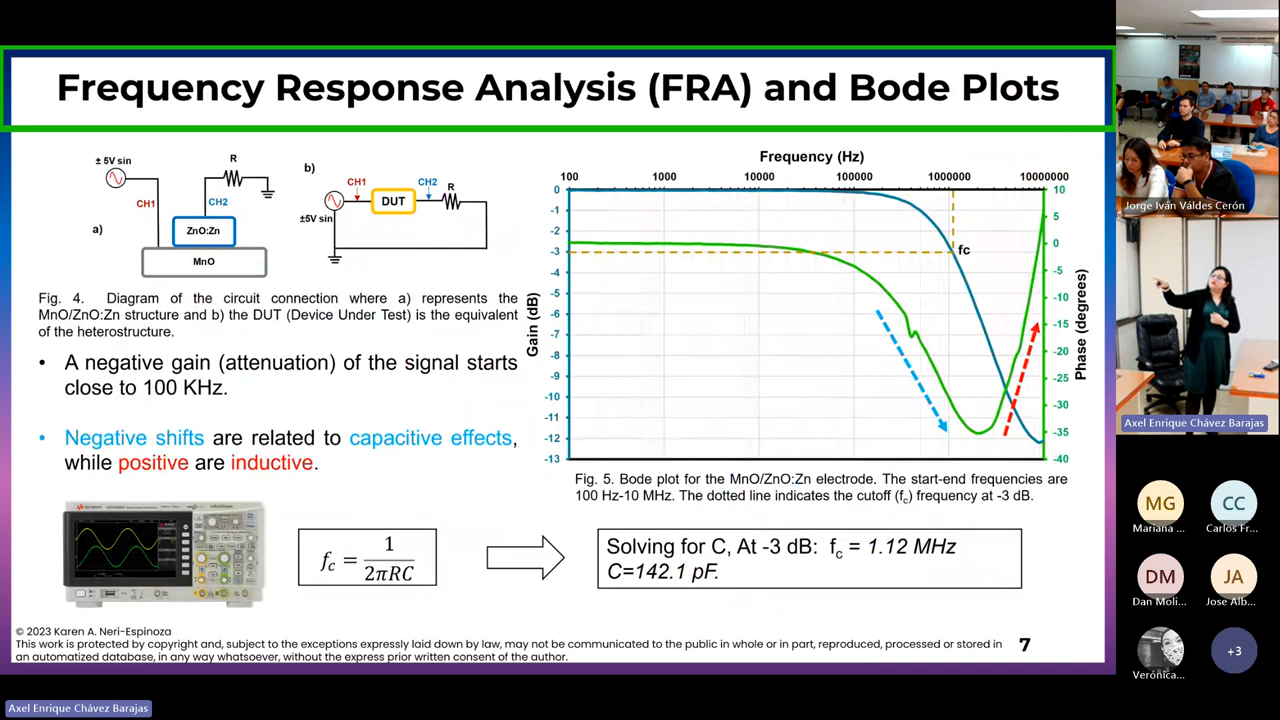 Frequency Response Analysis (FRA) and Bode Plots
± 5V sin
R
CH1
CH2
a)
ZnO:Zn
MnO
b)
CH1
CH2
R
DUT
±5V sin
Fig. 4. Diagram of the circuit connection where a) represents the
MnO/ZnO:Zn structure and b) the DUT (Device Under Test) is the equivalent
of the heterostructure.
• A negative gain (attenuation) of the signal starts
close to 100 KHz.
• Negative shifts are related to capacitive effects,
while positive are inductive.
Frequency (Hz)
100 1000 10000 100000 1000000 10000000
0
-1
-2
-3
-4
-5
-6
-7
-8
-9
-10
-11
-12
-13
Gain (dB)
fc
10
5
0
-5
-10
-15
-20
-25
-30
-35
-40
Phase (degrees)
Fig. 5. Bode plot for the MnO/ZnO:Zn electrode. The start-end frequencies are
100 Hz-10 MHz. The dotted line indicates the cutoff (fc) frequency at -3 dB.
fc = 1 / 2πRC
Solving for C, At -3 dB: fc = 1.12 MHz
C=142.1 pF.
© 2023 Karen A. Neri-Espinoza
This work is protected by copyright and, subject to the exceptions expressly laid down by law, may not be communicated to the public in whole or in part, reproduced, processed or stored in
an automatized database, in any way whatsoever, without the express prior written consent of the author.
7
Jorge Iván Váldes Cerón
Axel Enrique Chávez Barajas
MG
Mariana ...
CC
Carlos Fr...
DM
Dan Moli...
JA
Jose Alb...
Verónica...
+3
Axel Enrique Chávez Barajas